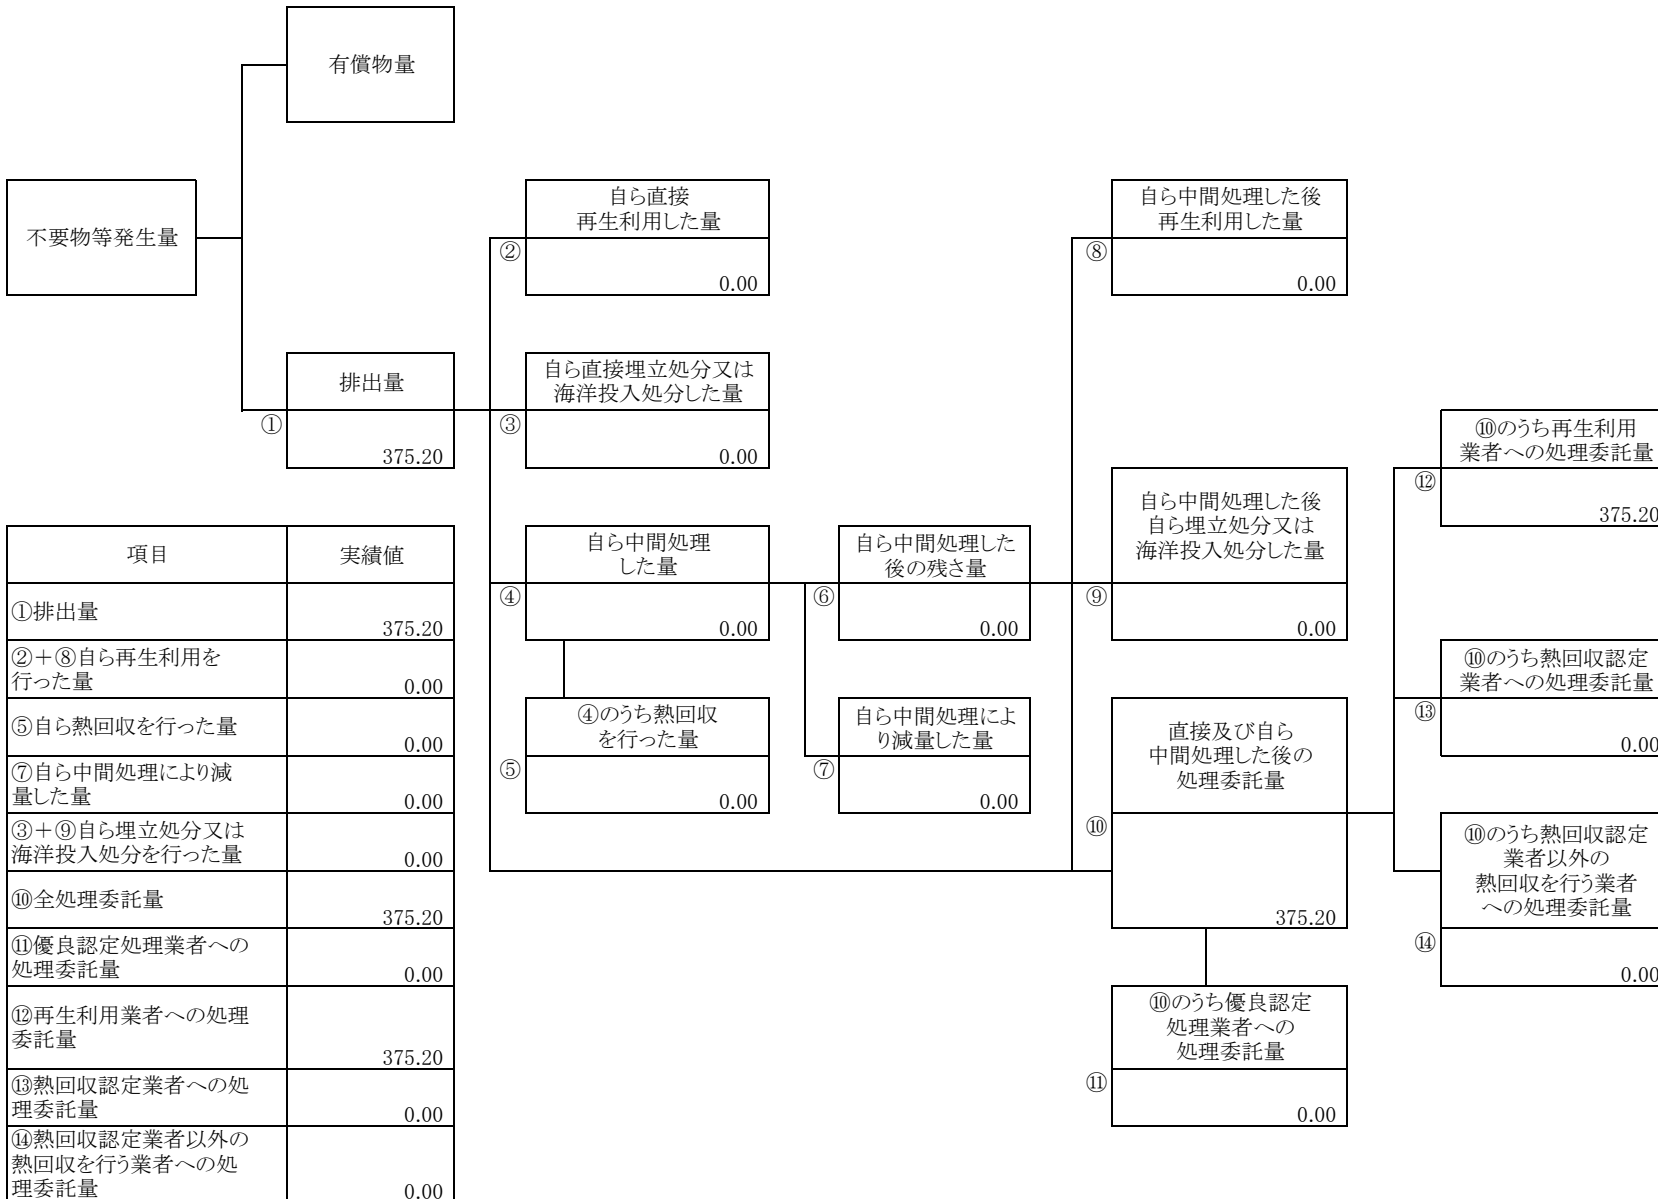 有償物量
不要物等発生量
自ら直接
再生利用した量
②
0.00
自ら中間処理した後
再生利用した量
⑧
0.00
排出量
①
375.20
自ら直接埋立処分又は
海洋投入処分した量
③
0.00
⑩のうち再生利用
業者への処理委託量
⑫
375.20
自ら中間処理
した量
④
0.00
自ら中間処理した
後の残さ量
⑥
0.00
自ら中間処理した後
自ら埋立処分又は
海洋投入処分した量
⑨
0.00
⑩のうち熱回収認定
業者への処理委託量
⑬
0.00
④のうち熱回収
を行った量
⑤
0.00
自ら中間処理によ
り減量した量
⑦
0.00
直接及び自ら
中間処理した後の
処理委託量
⑩
375.20
⑩のうち熱回収認定
業者以外の
熱回収を行う業者
への処理委託量
⑭
0.00
⑩のうち優良認定
処理業者への
処理委託量
⑪
0.00
項目 実績値
①排出量
375.20
②＋⑧自ら再生利用を
行った量
0.00
⑤自ら熱回収を行った量
0.00
⑦自ら中間処理により減
量した量
0.00
③＋⑨自ら埋立処分又は
海洋投入処分を行った量
0.00
⑩全処理委託量
375.20
⑪優良認定処理業者への
処理委託量
0.00
⑫再生利用業者への処理
委託量
375.20
⑬熱回収認定業者への処
理委託量
0.00
⑭熱回収認定業者以外の
熱回収を行う業者への処
理委託量
0.00